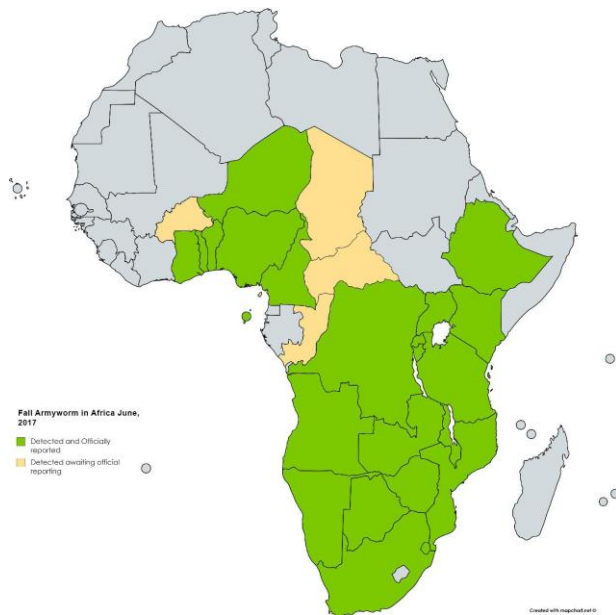 Fall Armyworm in Africa June,
2017
Detected and Officially
reported
Detected awaiting official
reporting
Created with mapchart.net ©